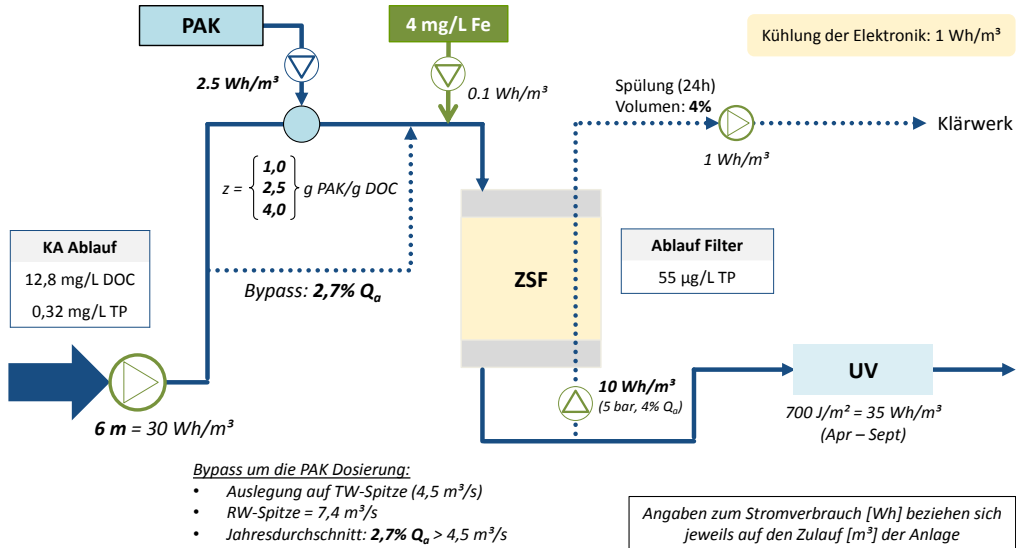 PAK
4 mg/L Fe
Kühlung der Elektronik: 1 Wh/m³
2.5 Wh/m³
0.1 Wh/m³
Spülung (24h)
Volumen: 4%
1 Wh/m³
Klärwerk
z = { 1,0
2,5
4,0 } g PAK/g DOC
KA Ablauf
12,8 mg/L DOC
0,32 mg/L TP
Bypass: 2,7% Qa
ZSF
Ablauf Filter
55 µg/L TP
6 m = 30 Wh/m³
10 Wh/m³
(5 bar, 4% Qa)
UV
700 J/m² = 35 Wh/m³
(Apr – Sept)
Bypass um die PAK Dosierung:
• Auslegung auf TW-Spitze (4,5 m³/s)
• RW-Spitze = 7,4 m³/s
• Jahresdurchschnitt: 2,7% Qa > 4,5 m³/s
Angaben zum Stromverbrauch [Wh] beziehen sich
jeweils auf den Zulauf [m³] der Anlage